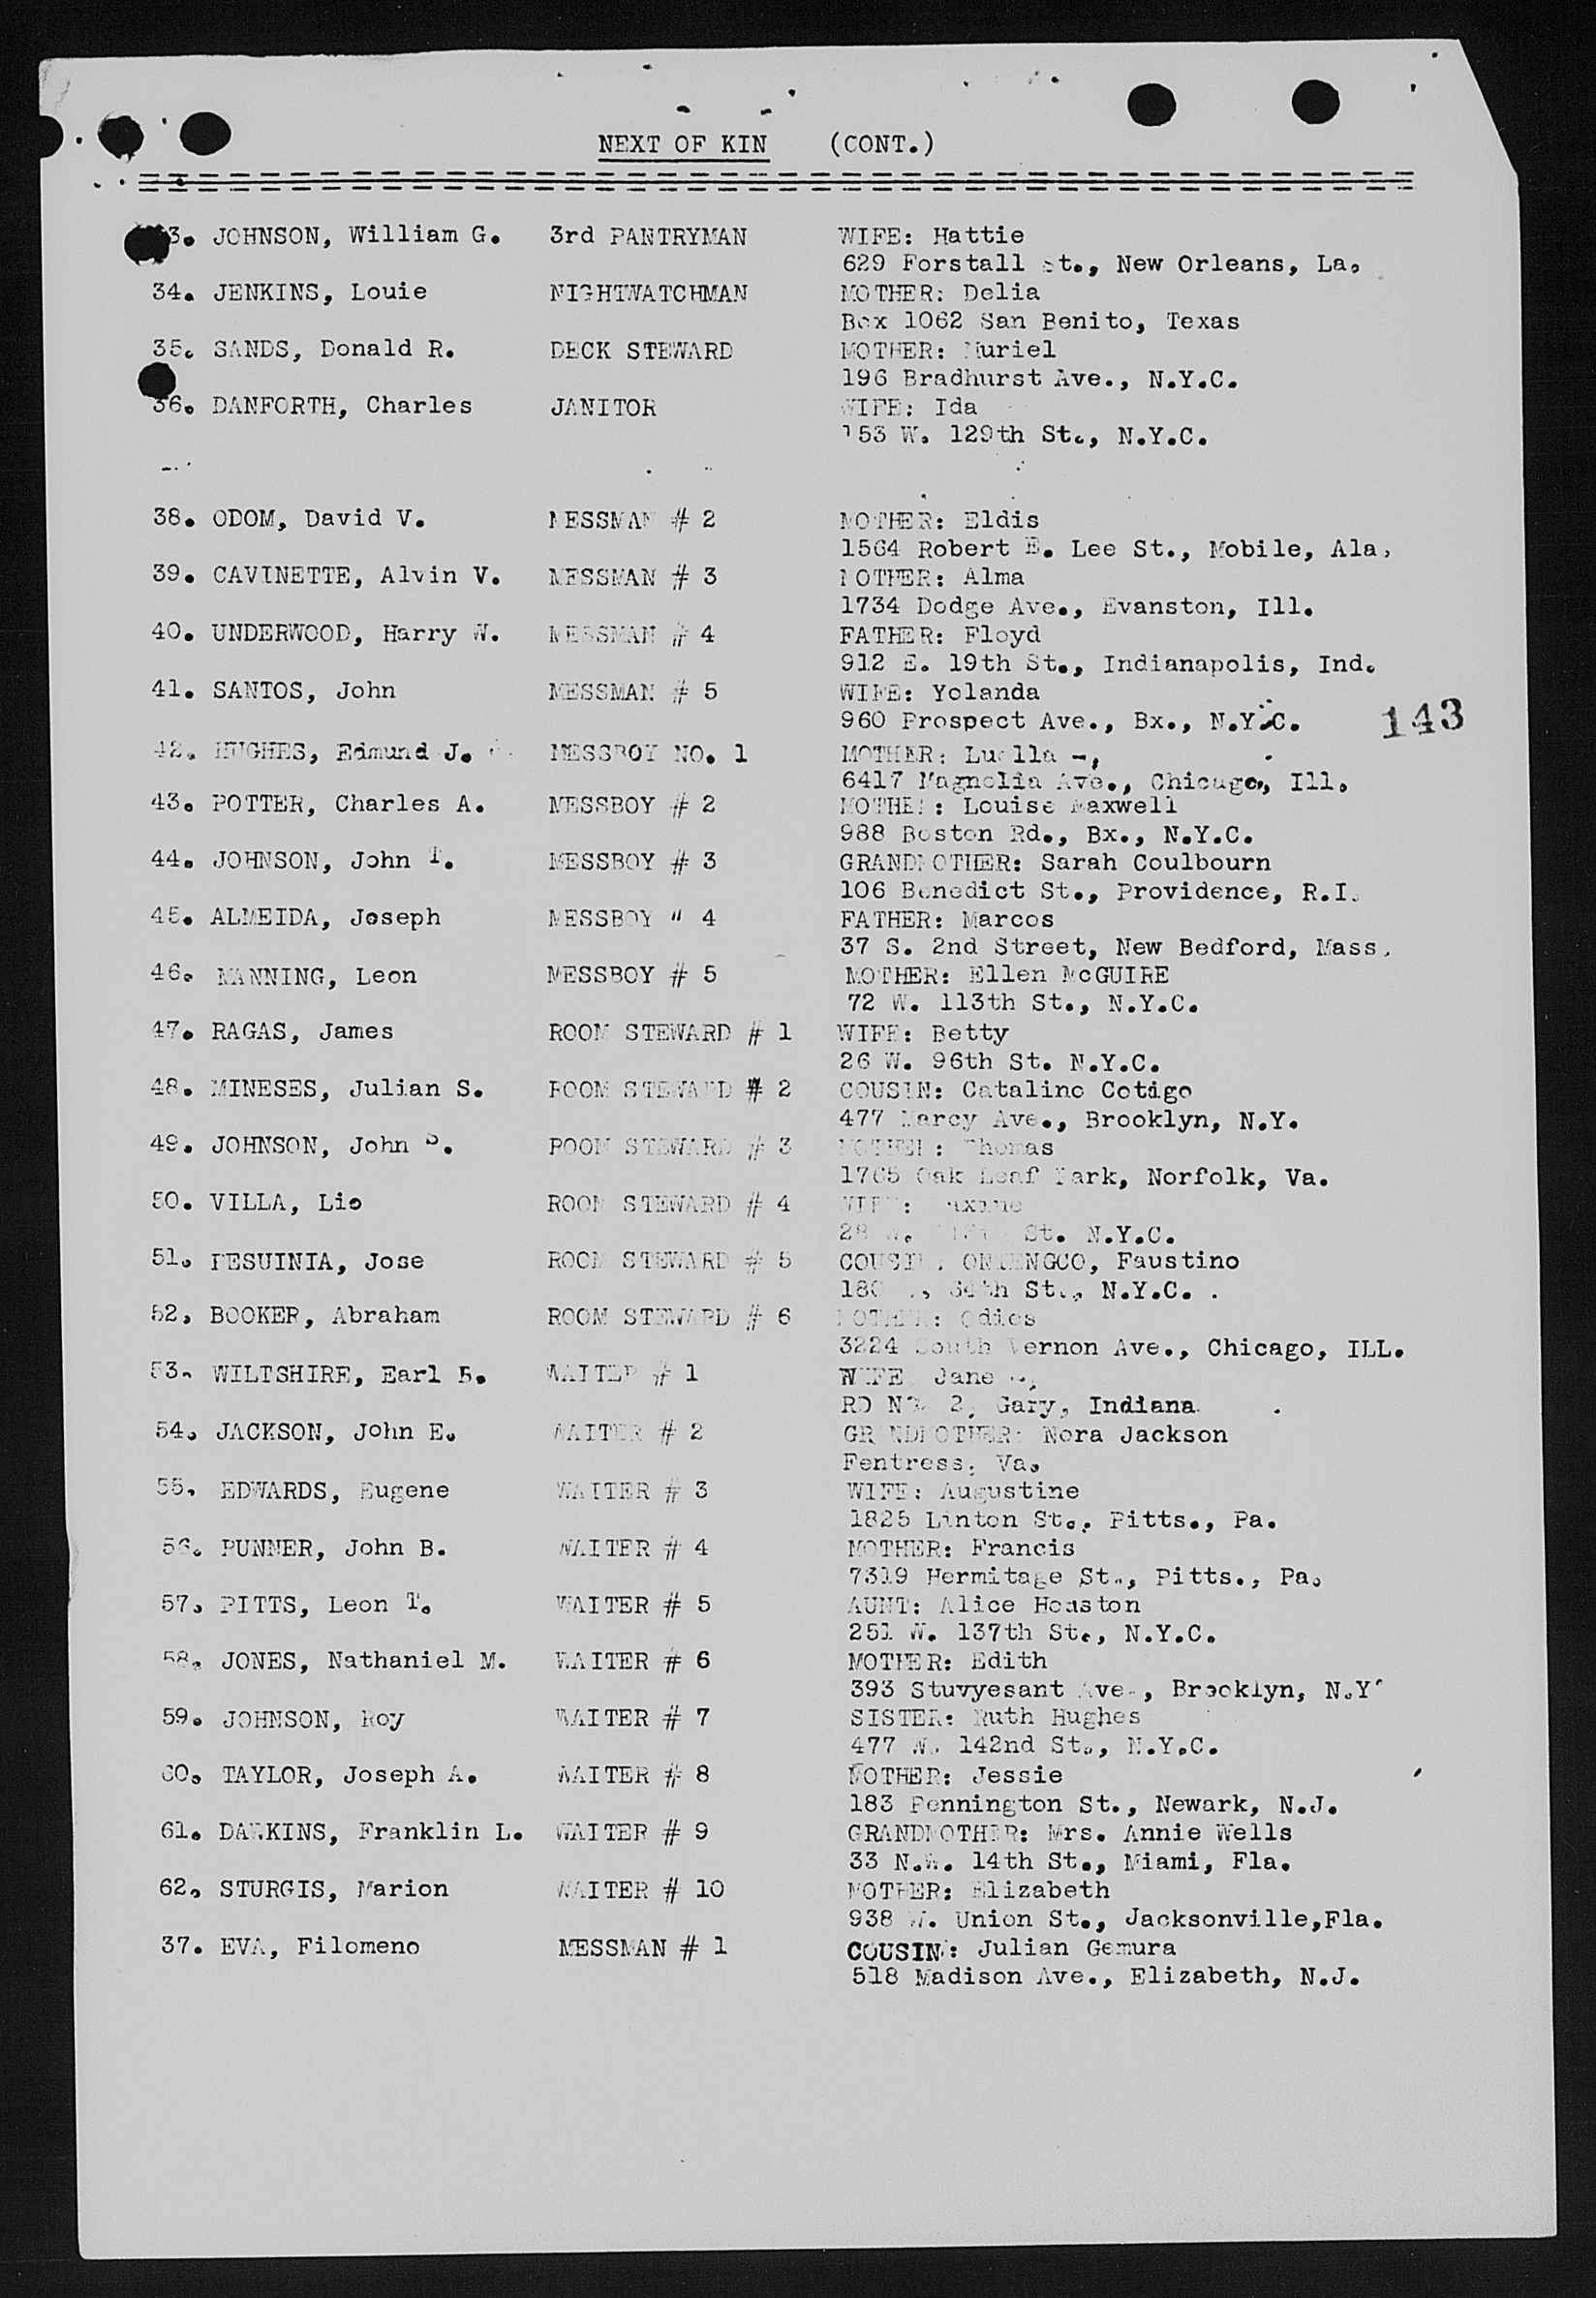 NEXT OF KIN (CONT.)
33. JOHNSON, William G. 3rd PANTRYMAN WIFE: Hattie
629 Forstall St., New Orleans, La.
34. JENKINS, Louie NIGHTWATCHMAN MOTHER: Delia
Box 1062 San Benito, Texas
35. SANDS, Donald R. DECK STEWARD MOTHER: Muriel
196 Bradhurst Ave., N.Y.C.
36. DANFORTH, Charles JANITOR WIFE: Ida
153 W. 129th St., N.Y.C.
38. ODOM, David V. MESSMAN # 2 MOTHER: Eldis
1564 Robert E. Lee St., Mobile, Ala.
39. CAVINETTE, Alvin V. MESSMAN # 3 MOTHER: Alma
1734 Dodge Ave., Evanston, Ill.
40. UNDERWOOD, Harry W. MESSMAN # 4 FATHER: Floyd
912 E. 19th St., Indianapolis, Ind.
41. SANTOS, John MESSMAN # 5 WIFE: Yolanda
960 Prospect Ave., Bx., N.Y.C. 143
42. HUGHES, Edmund J. MESSBOY NO. 1 MOTHER: Luella -,
6417 Magnolia Ave., Chicago, Ill.
43. POTTER, Charles A. MESSBOY # 2 MOTHER: Louise Maxwell
988 Boston Rd., Bx., N.Y.C.
44. JOHNSON, John T. MESSBOY # 3 GRANDMOTHER: Sarah Coulbourn
106 Benedict St., Providence, R.I.
45. ALMEIDA, Joseph MESSBOY " 4 FATHER: Marcos
37 S. 2nd Street, New Bedford, Mass.
46. MANNING, Leon MESSBOY # 5 MOTHER: Ellen McGUIRE
72 W. 113th St., N.Y.C.
47. RAGAS, James ROOM STEWARD # 1 WIFE: Betty
26 W. 96th St. N.Y.C.
48. MINESES, Julian S. ROOM STEWARD # 2 COUSIN: Catalino Cotago
477 Marcy Ave., Brooklyn, N.Y.
49. JOHNSON, John S. ROOM STEWARD # 3 MOTHER: Thomas
1765 Oak Leaf Park, Norfolk, Va.
50. VILLA, Lio ROOM STEWARD # 4 WIFE:
28 W. St. N.Y.C.
51. PESUINIA, Jose ROOM STEWARD # 5 COUSIN: Faustino
64th St., N.Y.C.
52. BOOKER, Abraham ROOM STEWARD # 6 MOTHER: Odies
3224 South Vernon Ave., Chicago, ILL.
53. WILTSHIRE, Earl B. WAITER # 1 WIFE Jane -,
RD NO. 2, Gary, Indiana.
54. JACKSON, John E. WAITER # 2 GRANDMOTHER: Nora Jackson
Fentress, Va.
55. EDWARDS, Eugene WAITER # 3 WIFE: Augustine
1825 Linton St., Pitts., Pa.
56. PUNNER, John B. WAITER # 4 MOTHER: Francis
7319 Hermitage St., Pitts., Pa.
57. PITTS, Leon T. WAITER # 5 AUNT: Alice Houston
251 W. 137th St., N.Y.C.
58. JONES, Nathaniel M. WAITER # 6 MOTHER: Edith
393 Stuvyesant Ave., Brooklyn, N.Y.
59. JOHNSON, Roy WAITER # 7 SISTER: Ruth Hughes
477 W. 142nd St., N.Y.C.
60. TAYLOR, Joseph A. WAITER # 8 MOTHER: Jessie
183 Pennington St., Newark, N.J.
61. DAWKINS, Franklin L. WAITER # 9 GRANDMOTHER: Mrs. Annie Wells
33 N.W. 14th St., Miami, Fla.
62. STURGIS, Marion WAITER # 10 MOTHER: Elizabeth
938 W. Union St., Jacksonville,Fla.
37. EVA, Filomeno MESSMAN # 1 COUSIN: Julian Gemura
518 Madison Ave., Elizabeth, N.J.